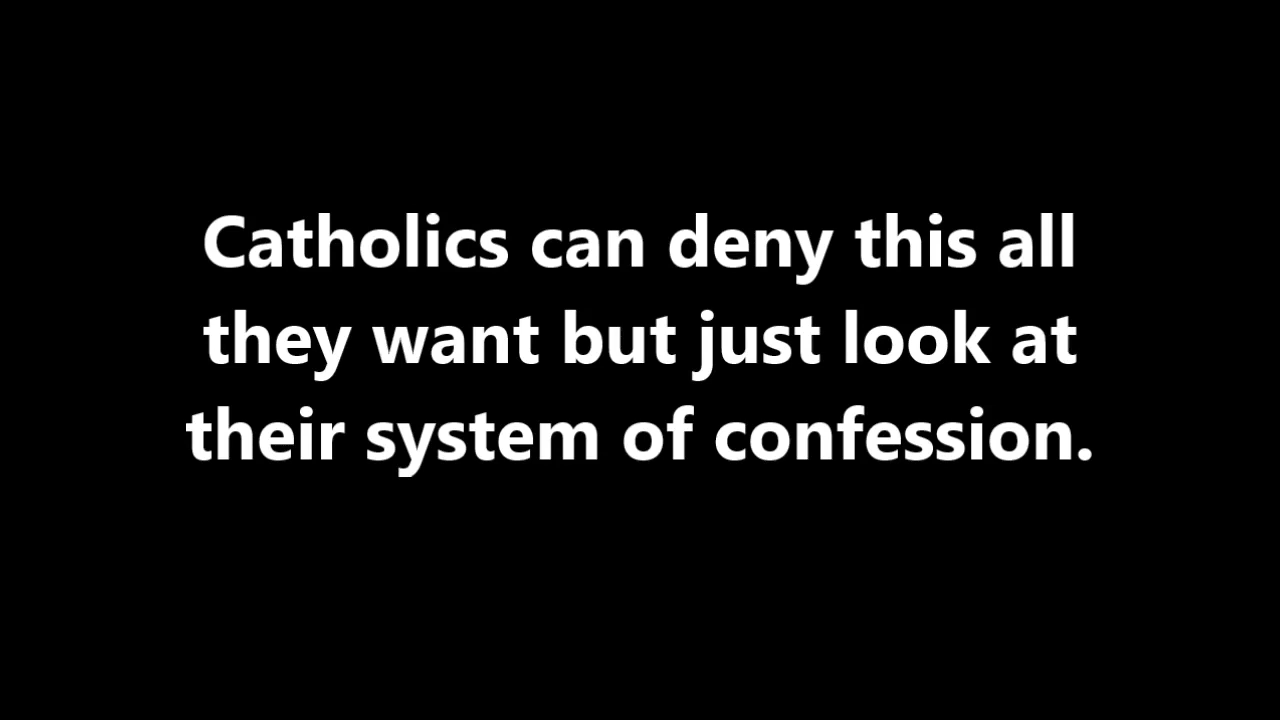 Catholics can deny this all
they want but just look at
their system of confession.